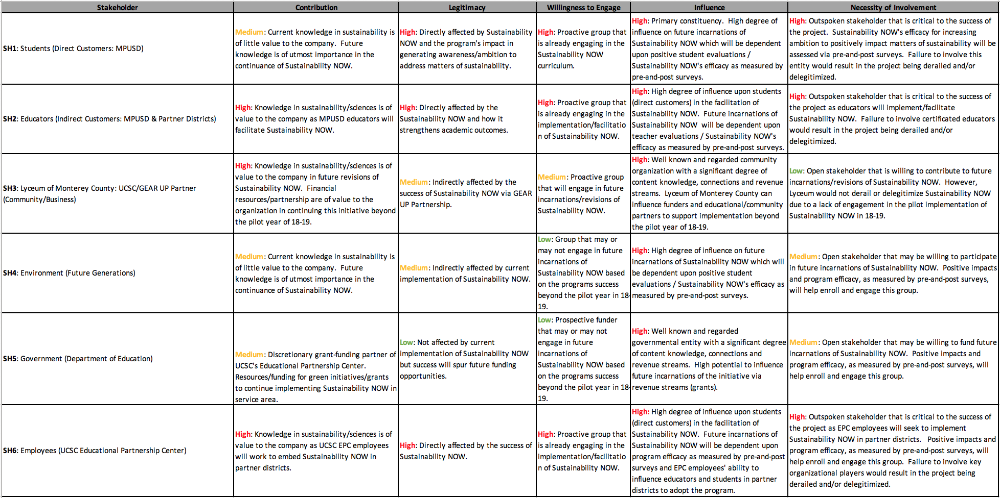 Stakeholder
Contribution
Legitimacy
Willingness to Engage
Influence
Necessity of Involvement
SH1: Students (Direct Customers: MPUSD)
Medium: Current knowledge in sustainability is
of little value to the company.  Future
knowledge is of utmost importance in the
continuance of Sustainability NOW.
High: Directly affected by Sustainability
NOW and the program's impact in
generating awareness/ambition to
address matters of sustainability.
High: Proactive group that
is already engaging in the
Sustainability NOW
curriculum.
High: Primary constituency.  High degree of
influence on future incarnations of
Sustainability NOW which will be dependent
upon positive student evaluations /
Sustainability NOW's efficacy as measured by
pre-and-post surveys.
High: Outspoken stakeholder that is critical to the success of
the project.  Sustainability NOW's efficacy for increasing
ambition to positively impact matters of sustainability will be
assessed via pre-and-post surveys.  Failure to involve this
entity would result in the project being derailed and/or
delegitimized.
SH2: Educators (Indirect Customers: MPUSD & Partner Districts)
High: Knowledge in sustainability/sciences is of
value to the company as MPUSD educators will
facilitate Sustainability NOW.
High: Directly affected by the
Sustainability NOW and how it
strengthens academic outcomes.
High: Proactive group that
is already engaging in the
implementation/facilitatio
n of Sustainability NOW.
High: High degree of influence upon students
(direct customers) in the facilitation of
Sustainability NOW.  Future incarnations of
Sustainability NOW  will be dependent upon
teacher evaluations / Sustainability NOW's
efficacy as measured by pre-and-post surveys.
High: Outspoken stakeholder that is critical to the success of
the project as educators will implement/facilitate
Sustainability NOW.  Failure to involve certificated educators
would result in the project being derailed and/or
delegitimized.
SH3: Lyceum of Monterey County: UCSC/GEAR UP Partner
(Community/Business)
High: Knowledge in sustainability/sciences is of
value to the company in future revisions of
Sustainability NOW.  Financial
resources/partnership are of value to the
organization in continuing this initiative beyond
the pilot year of 18-19.
Medium: Indirectly affected by the
success of Sustainability NOW via GEAR
UP Partnership.
Medium: Proactive group
that will engage in future
incarnations/revisions of
Sustainability NOW.
High: Well known and regarded community
organization with a significant degree of
content knowledge, connections and revenue
streams.  Lyceum of Monterey County can
influence funders and educational/community
partners to support implementation beyond
the pilot year of 18-19.
Low: Open stakeholder that is willing to contribute to future
incarnations/revisions of Sustainability NOW.  However,
Lyceum would not derail or delegitimize Sustainability NOW
due to a lack of engagement in the pilot implementation of
Sustainability NOW in 18-19.
SH4: Environment (Future Generations)
Medium: Current knowledge in sustainability is
of little value to the company.  Future
knowledge is of utmost importance in the
continuance of Sustainability NOW.
Medium: Indirectly affected by current
implementation of Sustainability NOW.
Low: Group that may or
may not engage in future
incarnations of
Sustainability NOW based
on the programs success
beyond the pilot year in 18-
19.
High: High degree of influence on future
incarnations of Sustainability NOW which will
be dependent upon positive student
evaluations / Sustainability NOW's efficacy as
measured by pre-and-post surveys.
Medium: Open stakeholder that may be willing to participate
in future incarnations of Sustainability NOW.  Positive impacts
and program efficacy, as measured by pre-and-post surveys,
will help enroll and engage this group.
SH5: Government (Department of Education)
Medium: Discretionary grant-funding partner of
UCSC's Educational Partnership Center.
Resources/funding for green initiatives/grants
to continue implementing Sustainability NOW in
service area.
Low: Not affected by current
implementation of Sustainability NOW
but success will spur future funding
opportunities.
Low: Prospective funder
that may or may not
engage in future
incarnations of
Sustainability NOW based
on the programs success
beyond the pilot year in 18-
19.
High: Well known and regarded
governmental entity with a significant degree
of content knowledge, connections and
revenue streams.  High potential to influence
future incarnations of the initiative via
revenue streams (grants).
Medium: Open stakeholder that may be willing to fund future
incarnations of Sustainability NOW.  Positive impacts and
program efficacy, as measured by pre-and-post surveys, will
help enroll and engage this group.
SH6: Employees (UCSC Educational Partnership Center)
High: Knowledge in sustainability/sciences is of
value to the company as UCSC EPC employees
will work to embed Sustainability NOW in
partner districts.
High: Directly affected by the success of
Sustainability NOW.
High: Proactive group that
is already engaging in the
implementation/facilitatio
n of Sustainability NOW.
High: High degree of influence upon students
(direct customers) in the facilitation of
Sustainability NOW.  Future incarnations of
Sustainability NOW will be dependent upon
program efficacy as measured by pre-and-post
surveys and EPC employees' ability to
influence educators and students in partner
districts to adopt the program.
High: Outspoken stakeholder that is critical to the success of
the project as EPC employees will seek to implement
Sustainability NOW in partner districts.   Positive impacts and
program efficacy, as measured by pre-and-post surveys, will
help enroll and engage this group.  Failure to involve key
organizational players would result in the project being
derailed and/or delegitimized.